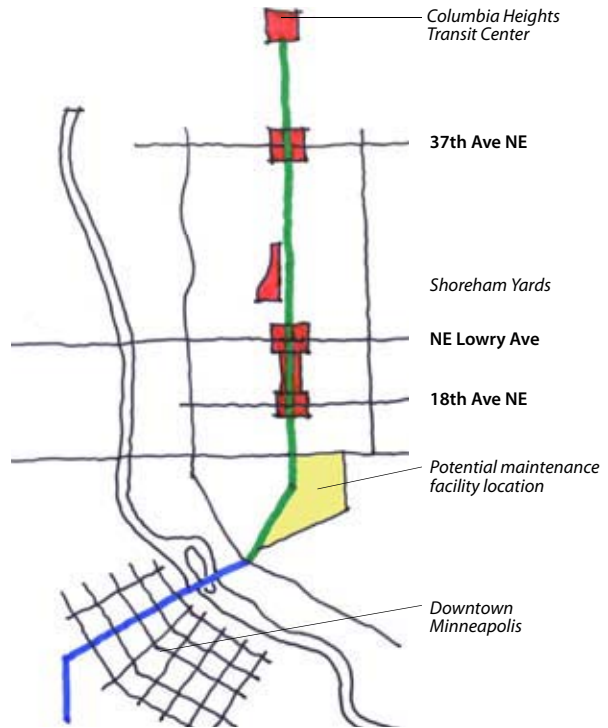 Columbia Heights
Transit Center
37th Ave NE
Shoreham Yards
NE Lowry Ave
18th Ave NE
Potential maintenance
facility location
Downtown
Minneapolis